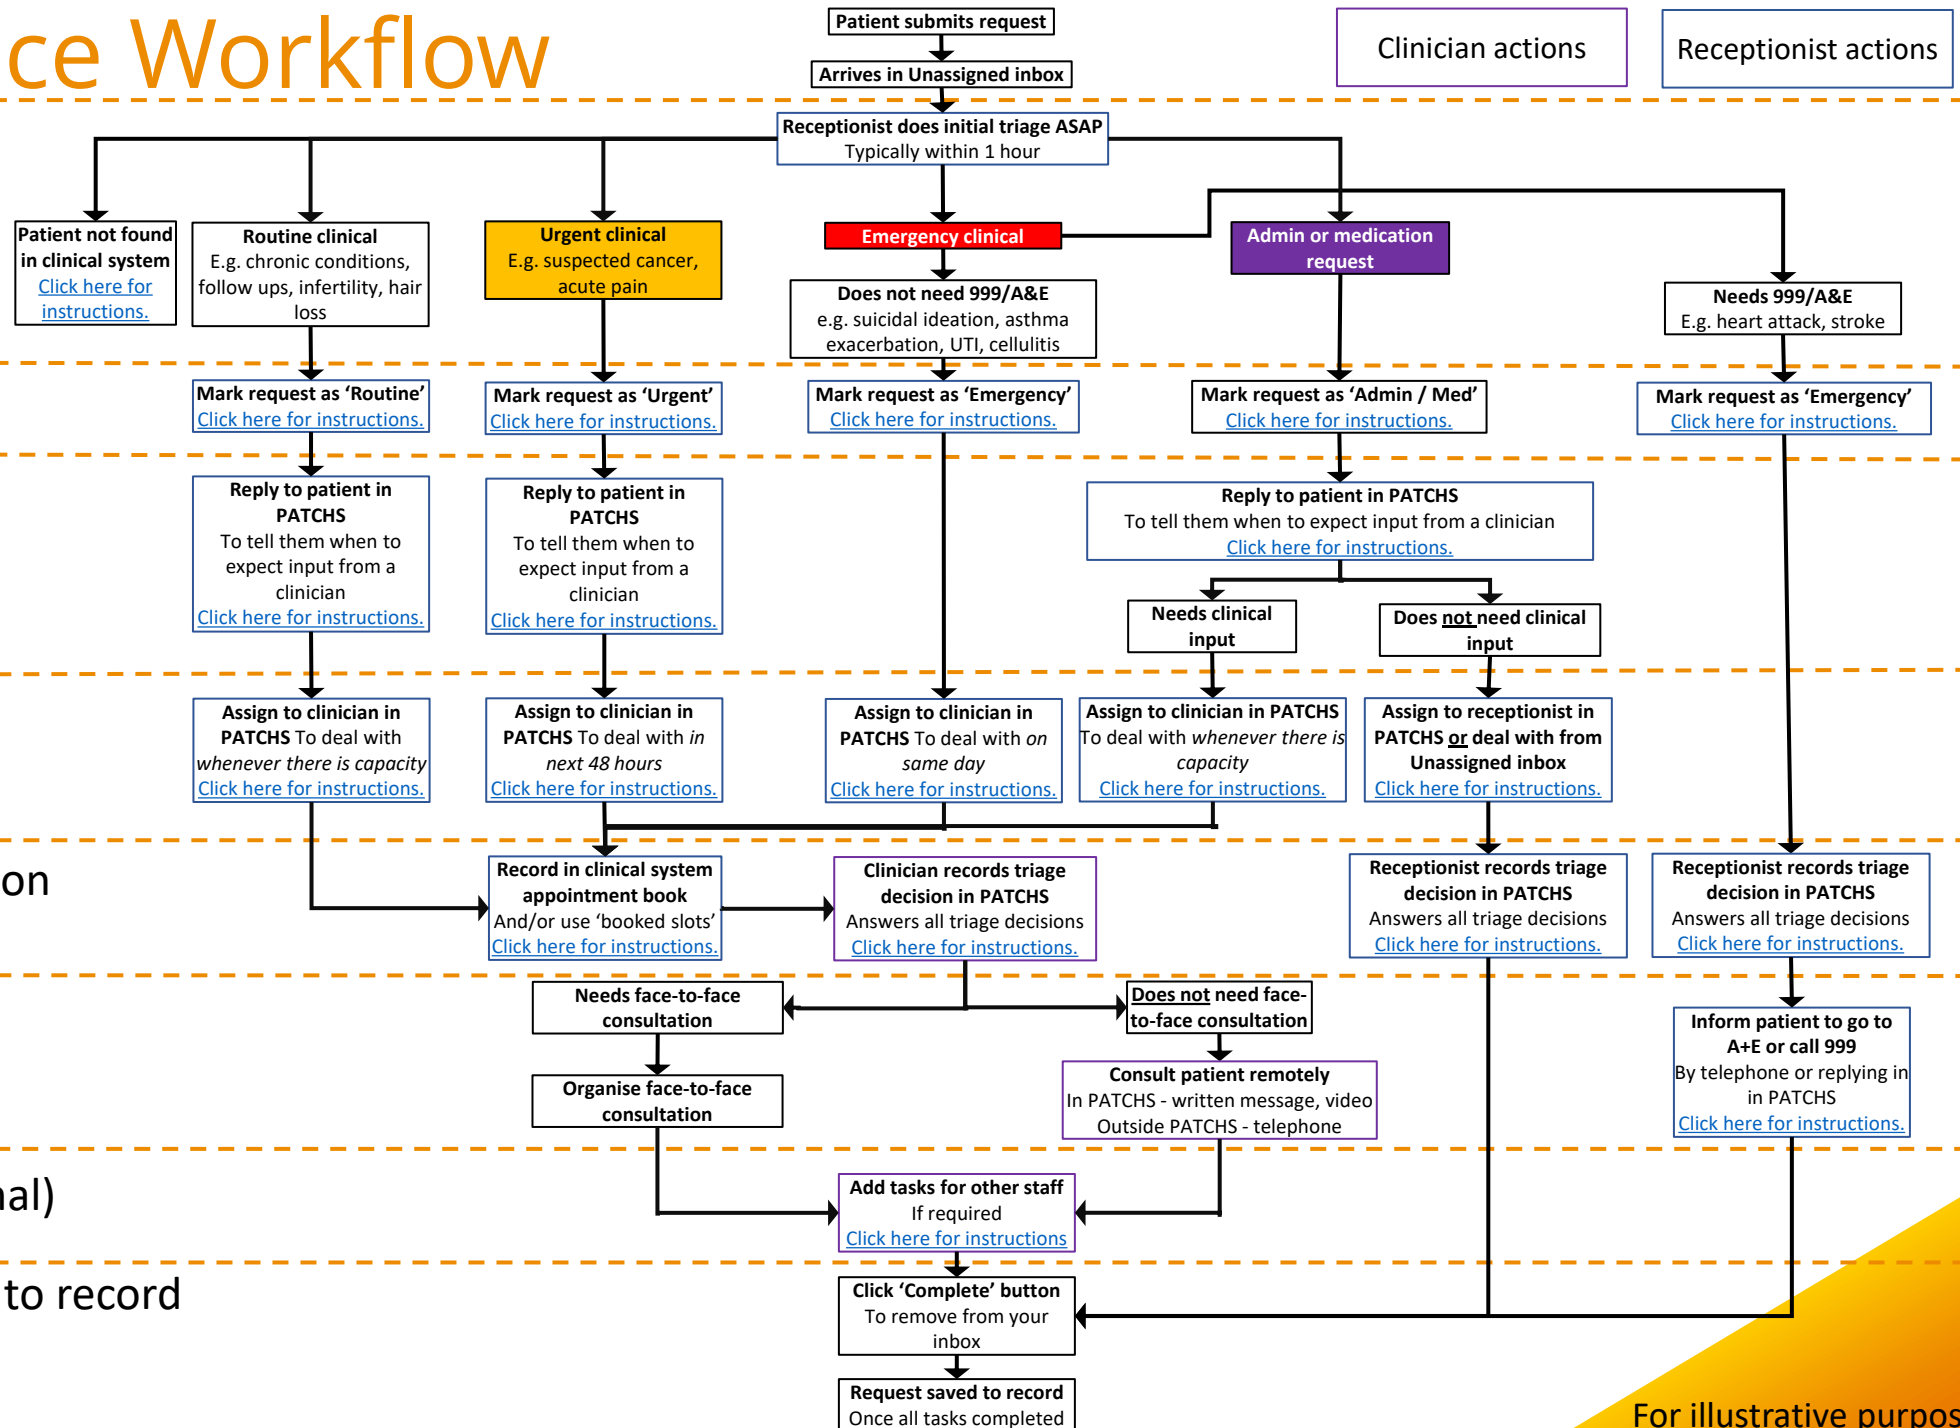 ce Workflow
Patient submits request
Arrives in Unassigned inbox
Clinician actions
Receptionist actions
Receptionist does initial triage ASAP
Typically within 1 hour
Patient not found
in clinical system
Click here for
instructions.
Routine clinical
E.g. chronic conditions,
follow ups, infertility, hair
loss
Urgent clinical
E.g. suspected cancer,
acute pain
Emergency clinical
Does not need 999/A&E
e.g. suicidal ideation, asthma
exacerbation, UTI, cellulitis
Admin or medication
request
Needs 999/A&E
E.g. heart attack, stroke
Mark request as ‘Routine’
Click here for instructions.
Mark request as ‘Urgent’
Click here for instructions.
Mark request as ‘Emergency’
Click here for instructions.
Mark request as ‘Admin / Med’
Click here for instructions.
Mark request as ‘Emergency’
Click here for instructions.
Reply to patient in
PATCHS
To tell them when to
expect input from a
clinician
Click here for instructions.
Reply to patient in
PATCHS
To tell them when to
expect input from a
clinician
Click here for instructions.
Reply to patient in PATCHS
To tell them when to expect input from a clinician
Click here for instructions.
Needs clinical
input
Does not need clinical
input
Assign to clinician in
PATCHS To deal with
whenever there is capacity
Click here for instructions.
Assign to clinician in
PATCHS To deal with in
next 48 hours
Click here for instructions.
Assign to clinician in
PATCHS To deal with on
same day
Click here for instructions.
Assign to clinician in PATCHS
To deal with whenever there is
capacity
Click here for instructions.
Assign to receptionist in
PATCHS or deal with from
Unassigned inbox
Click here for instructions.
on
Record in clinical system
appointment book
And/or use ‘booked slots’
Click here for instructions.
Clinician records triage
decision in PATCHS
Answers all triage decisions
Click here for instructions.
Receptionist records triage
decision in PATCHS
Answers all triage decisions
Click here for instructions.
Receptionist records triage
decision in PATCHS
Answers all triage decisions
Click here for instructions.
Needs face-to-face
consultation
Does not need face-
to-face consultation
Organise face-to-face
consultation
Consult patient remotely
In PATCHS - written message, video
Outside PATCHS - telephone
Inform patient to go to
A+E or call 999
By telephone or replying in
in PATCHS
Click here for instructions.
nal)
Add tasks for other staff
If required
Click here for instructions
to record
Click ‘Complete’ button
To remove from your
inbox
Request saved to record
Once all tasks completed
For illustrative purpos